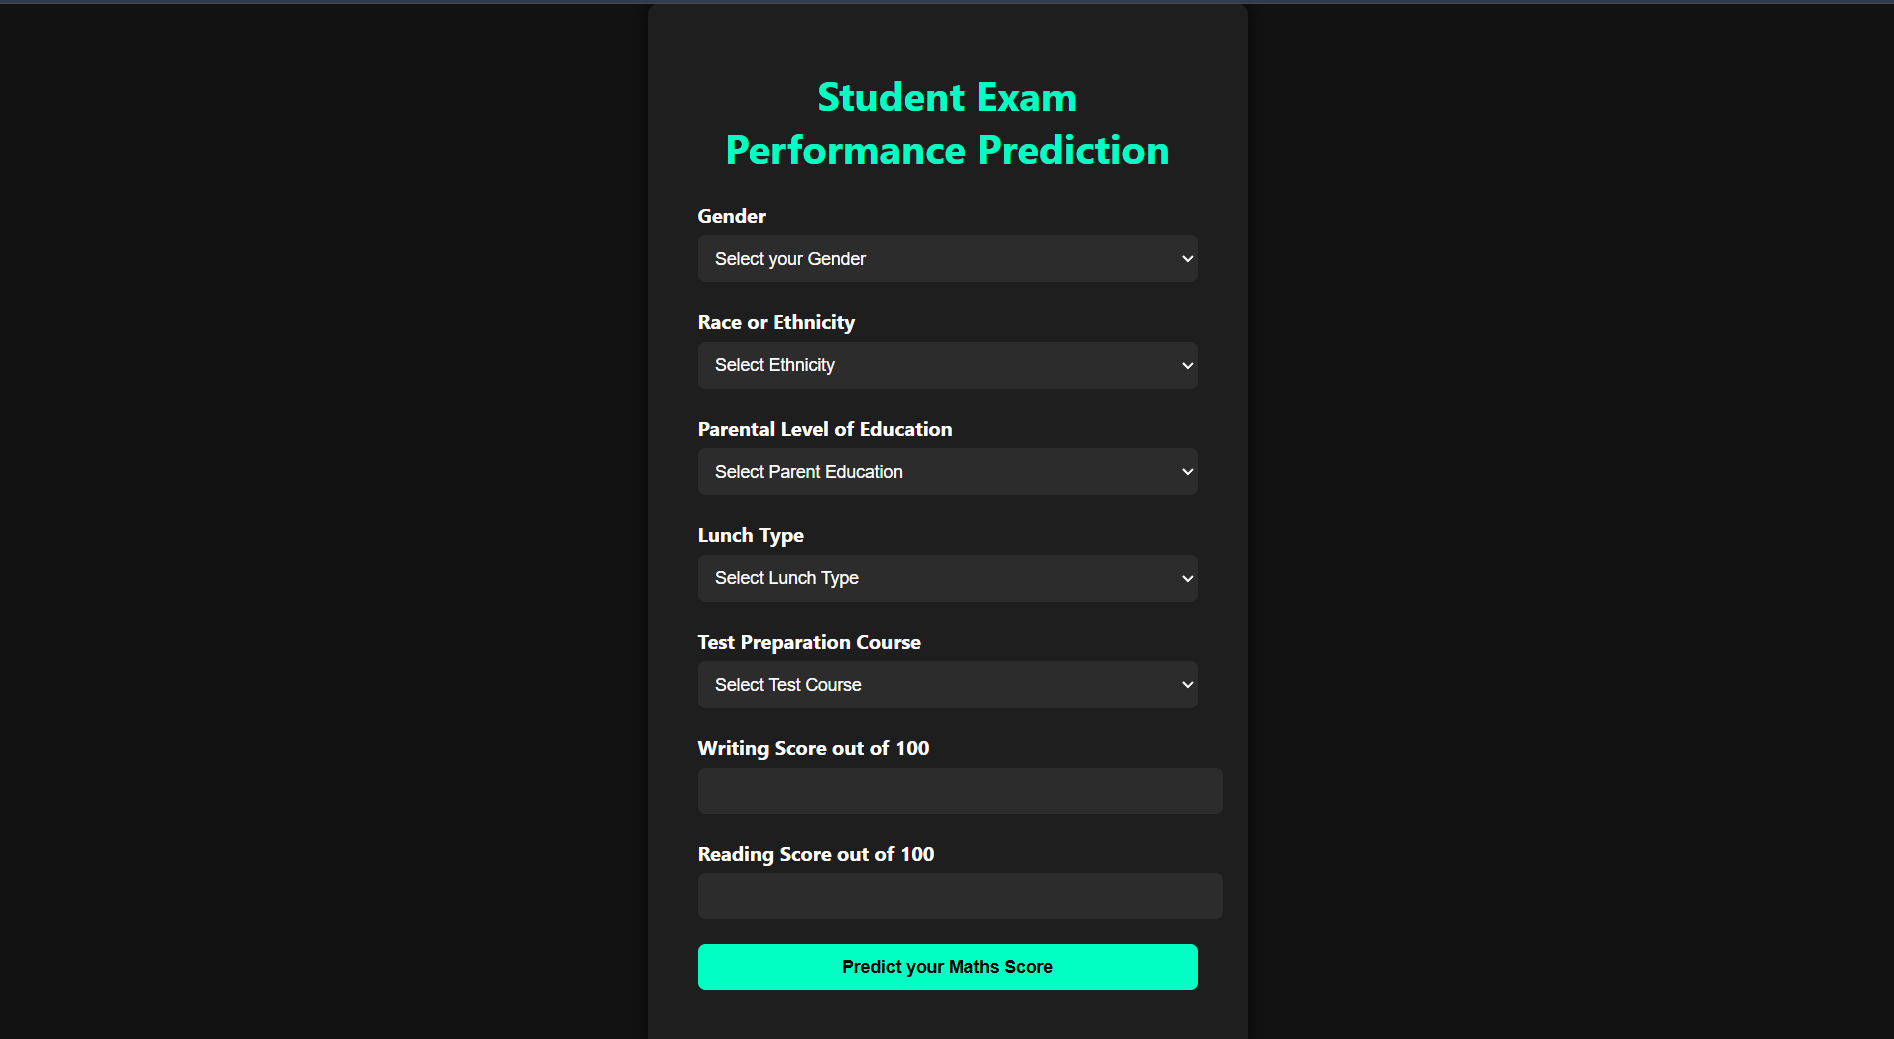 Student Exam
Performance Prediction
Gender
Select your Gender
Race or Ethnicity
Select Ethnicity
Parental Level of Education
Select Parent Education
Lunch Type
Select Lunch Type
Test Preparation Course
Select Test Course
Writing Score out of 100
Reading Score out of 100
Predict your Maths Score